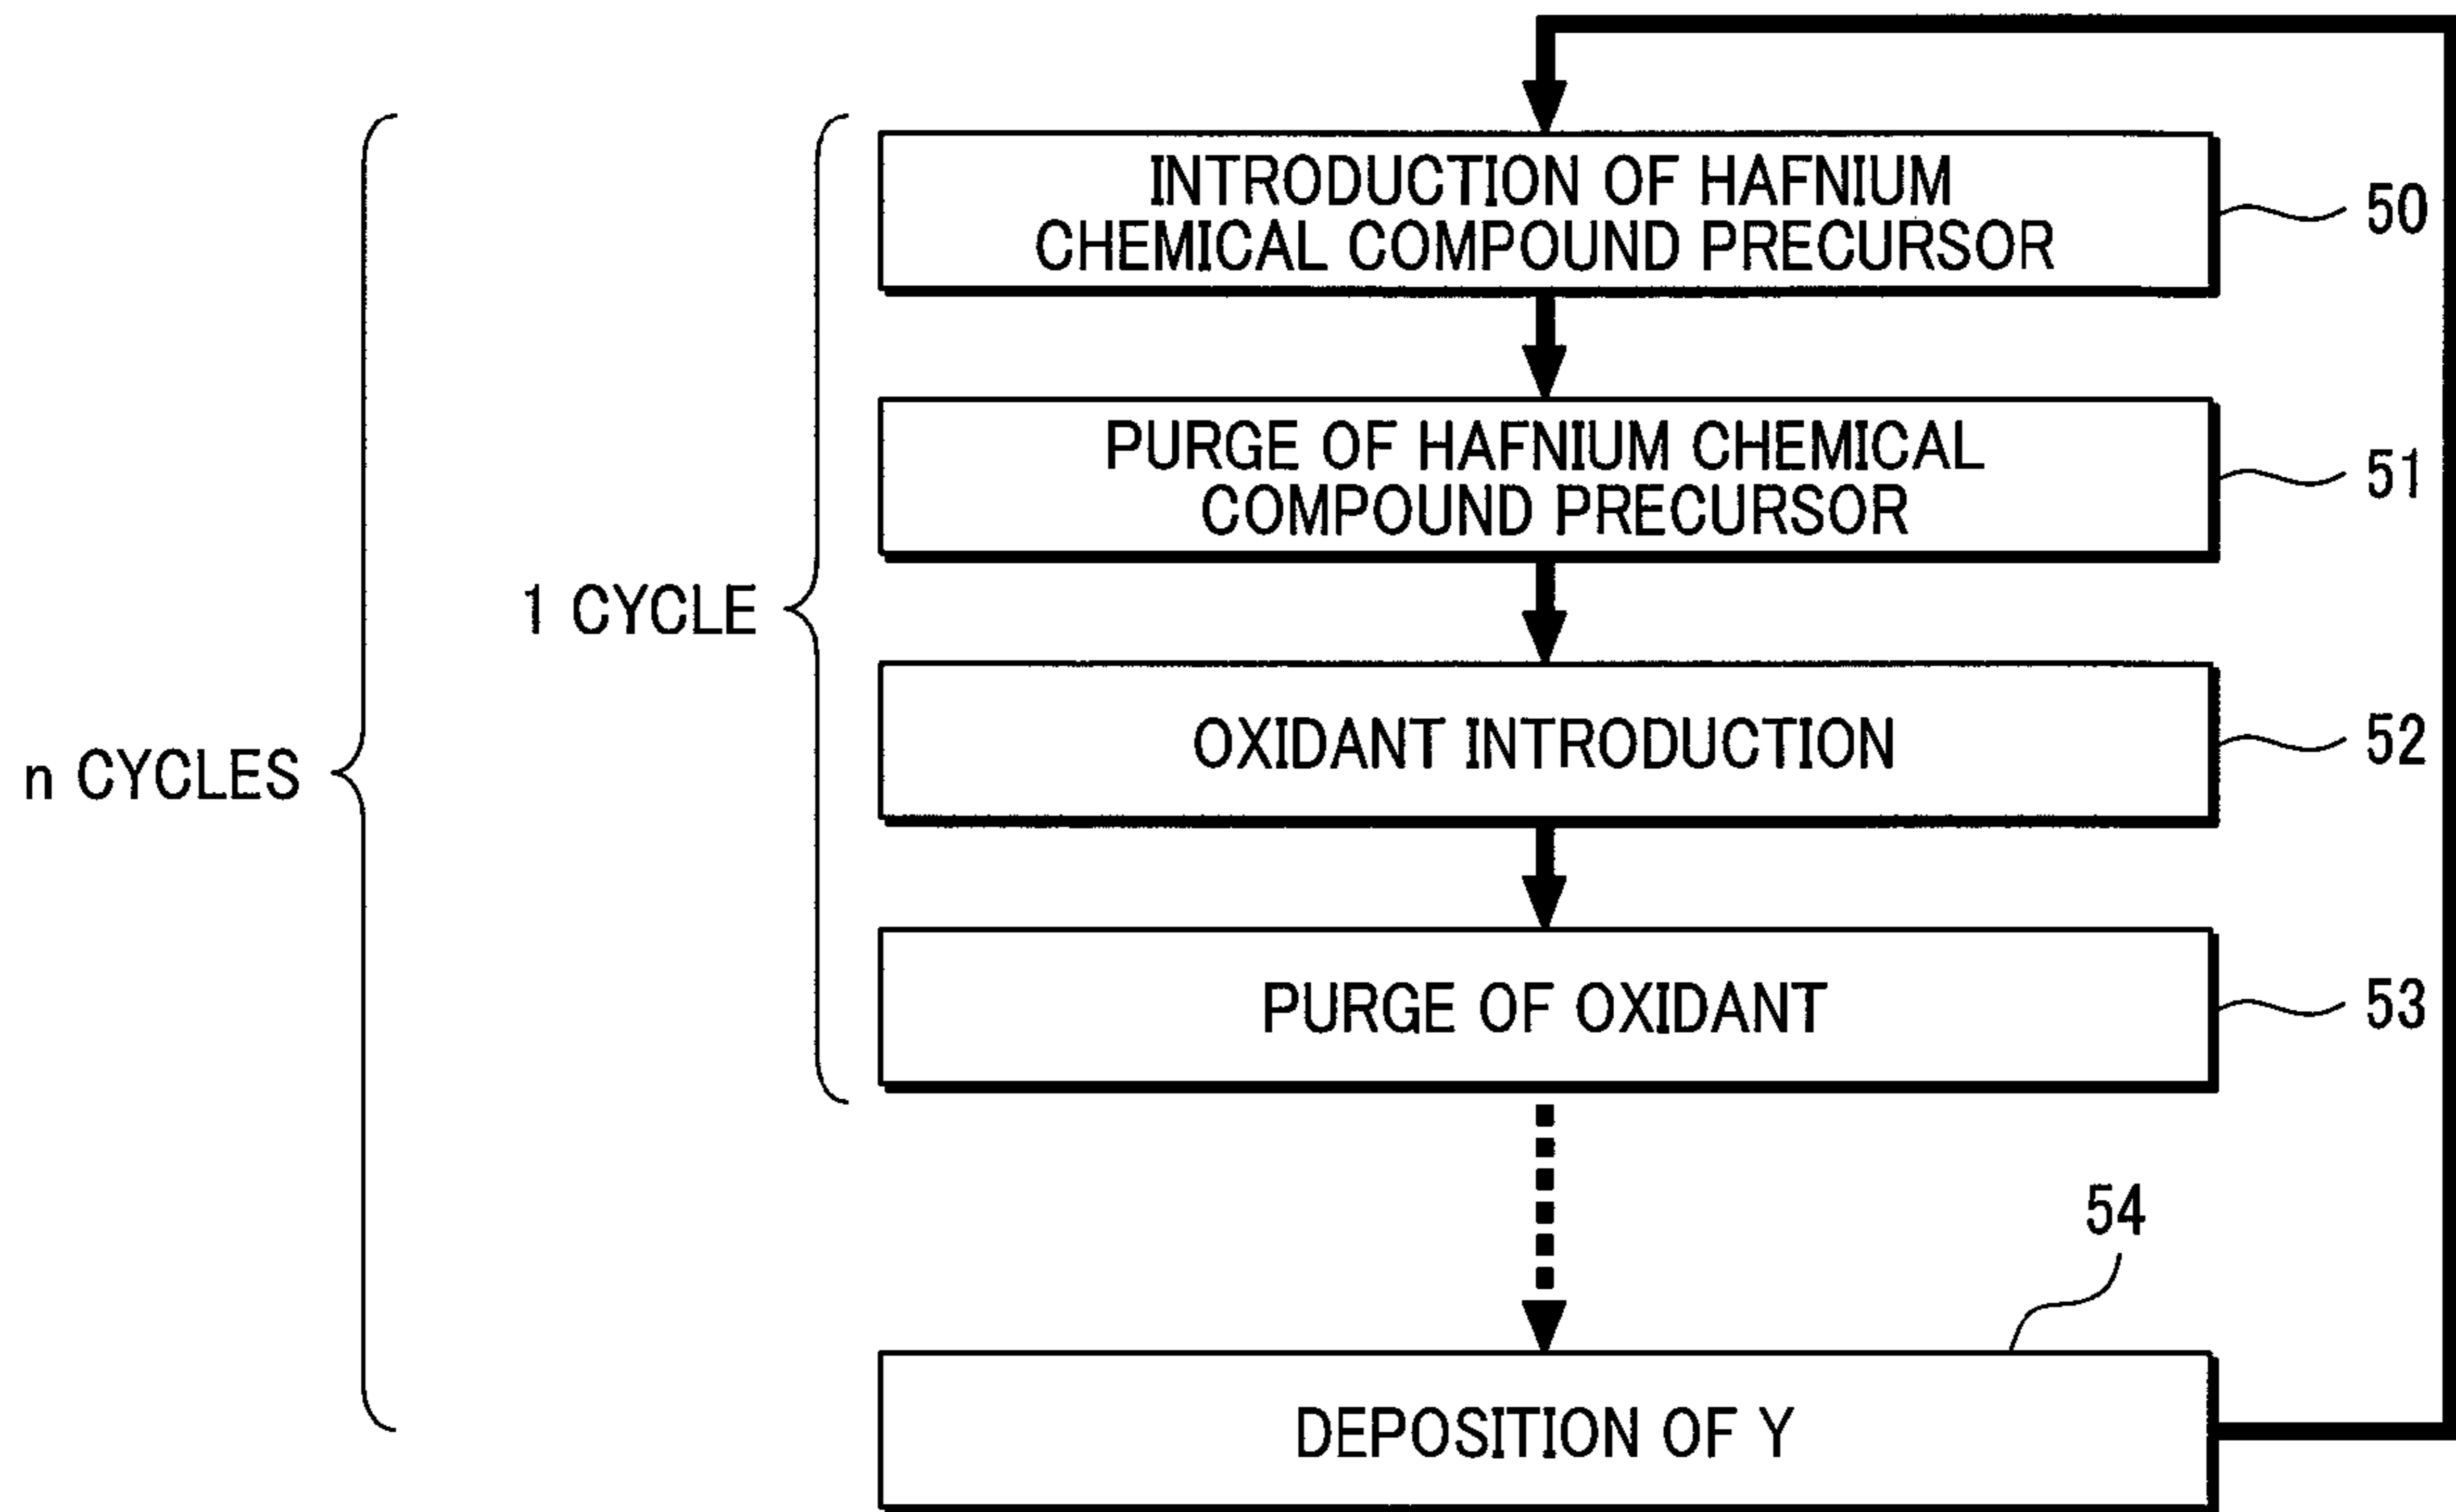 INTRODUCTION OF HAFNIUM
CHEMICAL COMPOUND PRECURSOR
50
PURGE OF HAFNIUM CHEMICAL
COMPOUND PRECURSOR
51
1 CYCLE
OXIDANT INTRODUCTION
52
n CYCLES
PURGE OF OXIDANT
53
54
DEPOSITION OF Y